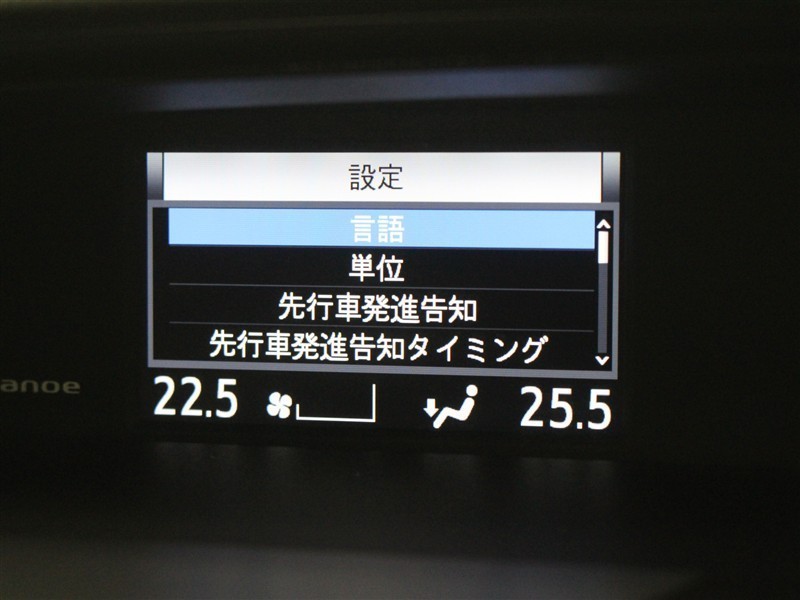 設定
言語
単位
先行車発進告知
先行車発進告知タイミング
anoe
22.5 25.5